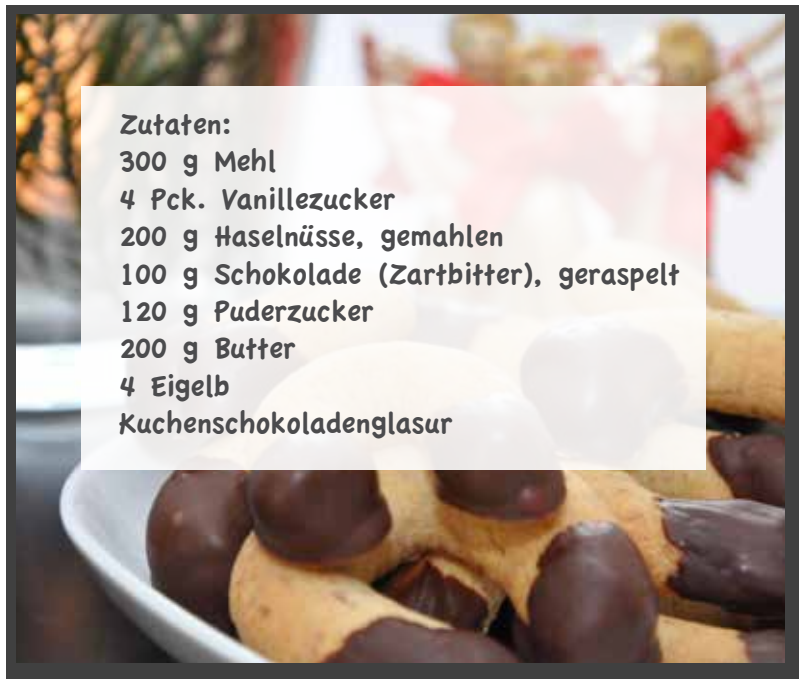 Zutaten:
300 g Mehl
4 Pck. Vanillezucker
200 g Haselnüsse, gemahlen
100 g Schokolade (Zartbitter), geraspelt
120 g Puderzucker
200 g Butter
4 Eigelb
Kuchenschokoladenglasur